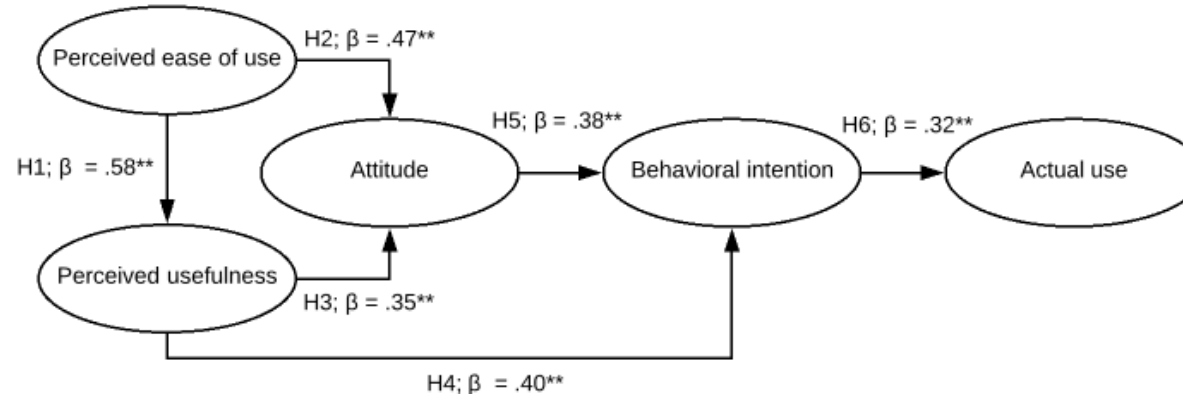 H2; β = .47**
Perceived ease of use
H5; β = .38**
H6; β = .32**
H1; β  = .58**
Attitude
Behavioral intention
Actual use
Perceived usefulness
H3; β = .35**
H4; β  = .40**